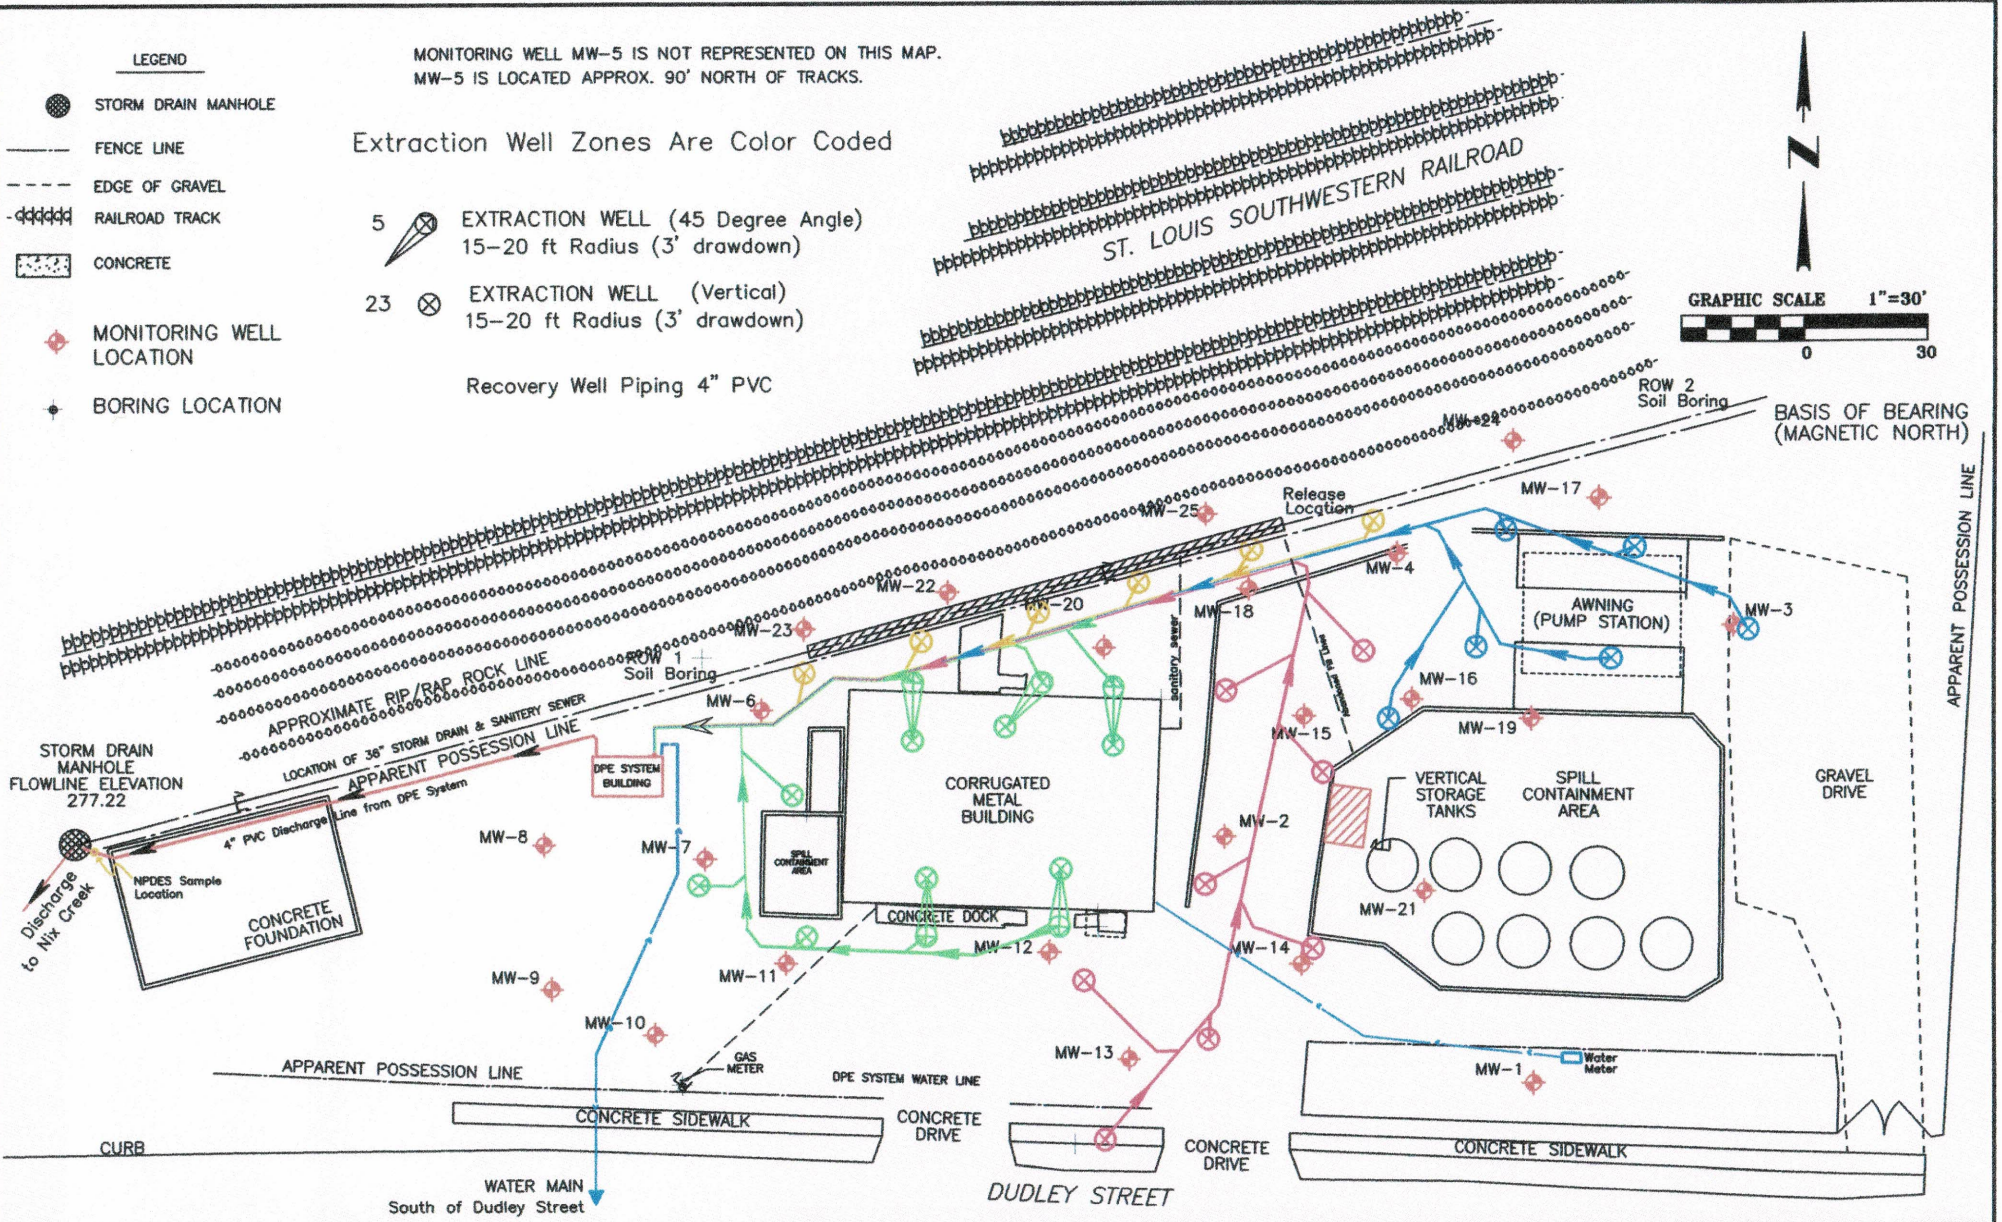 LEGEND
STORM DRAIN MANHOLE
FENCE LINE
EDGE OF GRAVEL
RAILROAD TRACK
CONCRETE
MONITORING WELL
LOCATION
BORING LOCATION
MONITORING WELL MW-5 IS NOT REPRESENTED ON THIS MAP.
MW-5 IS LOCATED APPROX. 90' NORTH OF TRACKS.
Extraction Well Zones Are Color Coded
5
EXTRACTION WELL (45 Degree Angle)
15-20 ft Radius (3' drawdown)
23
EXTRACTION WELL (Vertical)
15-20 ft Radius (3' drawdown)
Recovery Well Piping 4" PVC
ST. LOUIS SOUTHWESTERN RAILROAD
N
GRAPHIC SCALE 1"=30'
0 30
ROW 2
Soil Boring
BASIS OF BEARING
(MAGNETIC NORTH)
APPARENT POSSESSION LINE
MW-24
MW-17
Release
Location
MW-25
MW-4
MW-22
MW-20
MW-18
AWNING
(PUMP STATION)
MW-3
MW-23
ROW 1
Soil Boring
MW-6
sanitary sewer
MW-16
MW-15
MW-19
APPROXIMATE RIP/RAP ROCK LINE
LOCATION OF 36" STORM DRAIN & SANITERY SEWER
APPARENT POSSESSION LINE
4" PVC Discharge Line from DPE System
STORM DRAIN
MANHOLE
FLOWLINE ELEVATION
277.22
DPE SYSTEM
BUILDING
CORRUGATED
METAL
BUILDING
VERTICAL
STORAGE
TANKS
SPILL
CONTAINMENT
AREA
GRAVEL
DRIVE
MW-8
MW-7
MW-2
SPILL
CONTAINMENT
AREA
NPDES Sample
Location
Discharge
to Nix Creek
CONCRETE
FOUNDATION
CONCRETE DOCK
MW-21
MW-12
MW-14
MW-11
MW-9
MW-10
MW-13
GAS
METER
DPE SYSTEM WATER LINE
Water
Meter
MW-1
APPARENT POSSESSION LINE
CONCRETE SIDEWALK
CONCRETE
DRIVE
CONCRETE
DRIVE
CONCRETE SIDEWALK
CURB
WATER MAIN
South of Dudley Street
DUDLEY STREET